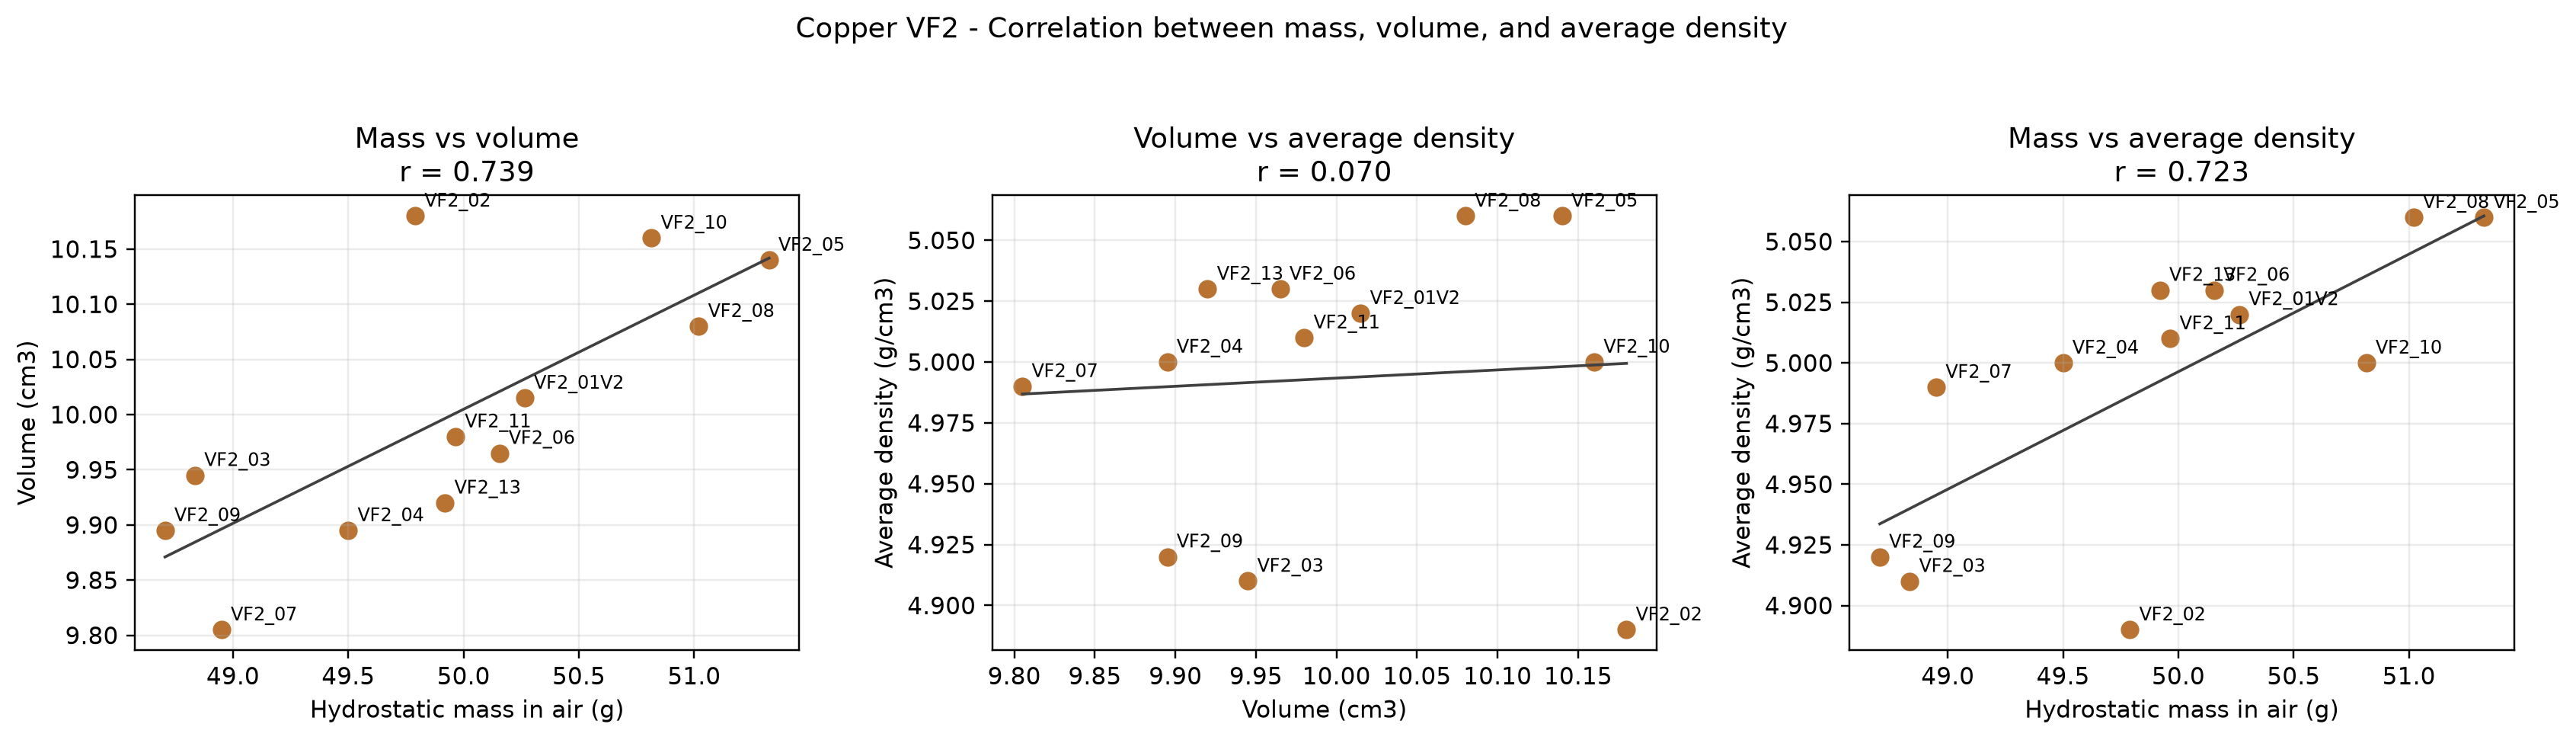 Copper VF2 - Correlation between mass, volume, and average density
Mass vs volume
r = 0.739
VF2_02
VF2_10
VF2_05
VF2_08
VF2_01V2
VF2_11
VF2_06
VF2_03
VF2_13
VF2_09
VF2_04
VF2_07
10.15
10.10
10.05
10.00
9.95
9.90
9.85
9.80
Volume (cm3)
49.0 49.5 50.0 50.5 51.0
Hydrostatic mass in air (g)
Volume vs average density
r = 0.070
VF2_08 VF2_05
VF2_13 VF2_06
VF2_01V2
VF2_11
VF2_04
VF2_10
VF2_07
VF2_09
VF2_03
VF2_02
5.050
5.025
5.000
4.975
4.950
4.925
4.900
Average density (g/cm3)
9.80 9.85 9.90 9.95 10.00 10.05 10.10 10.15
Volume (cm3)
Mass vs average density
r = 0.723
VF2_08 VF2_05
VF2_13 VF2_06
VF2_01V2
VF2_11
VF2_04
VF2_10
VF2_07
VF2_09
VF2_03
VF2_02
5.050
5.025
5.000
4.975
4.950
4.925
4.900
Average density (g/cm3)
49.0 49.5 50.0 50.5 51.0
Hydrostatic mass in air (g)